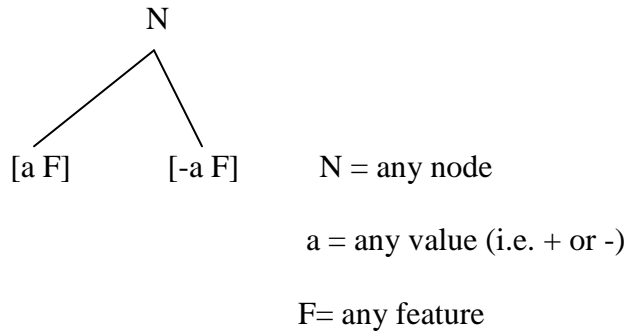 N
[a F] [-a F] N = any node
a = any value (i.e. + or -)
F= any feature